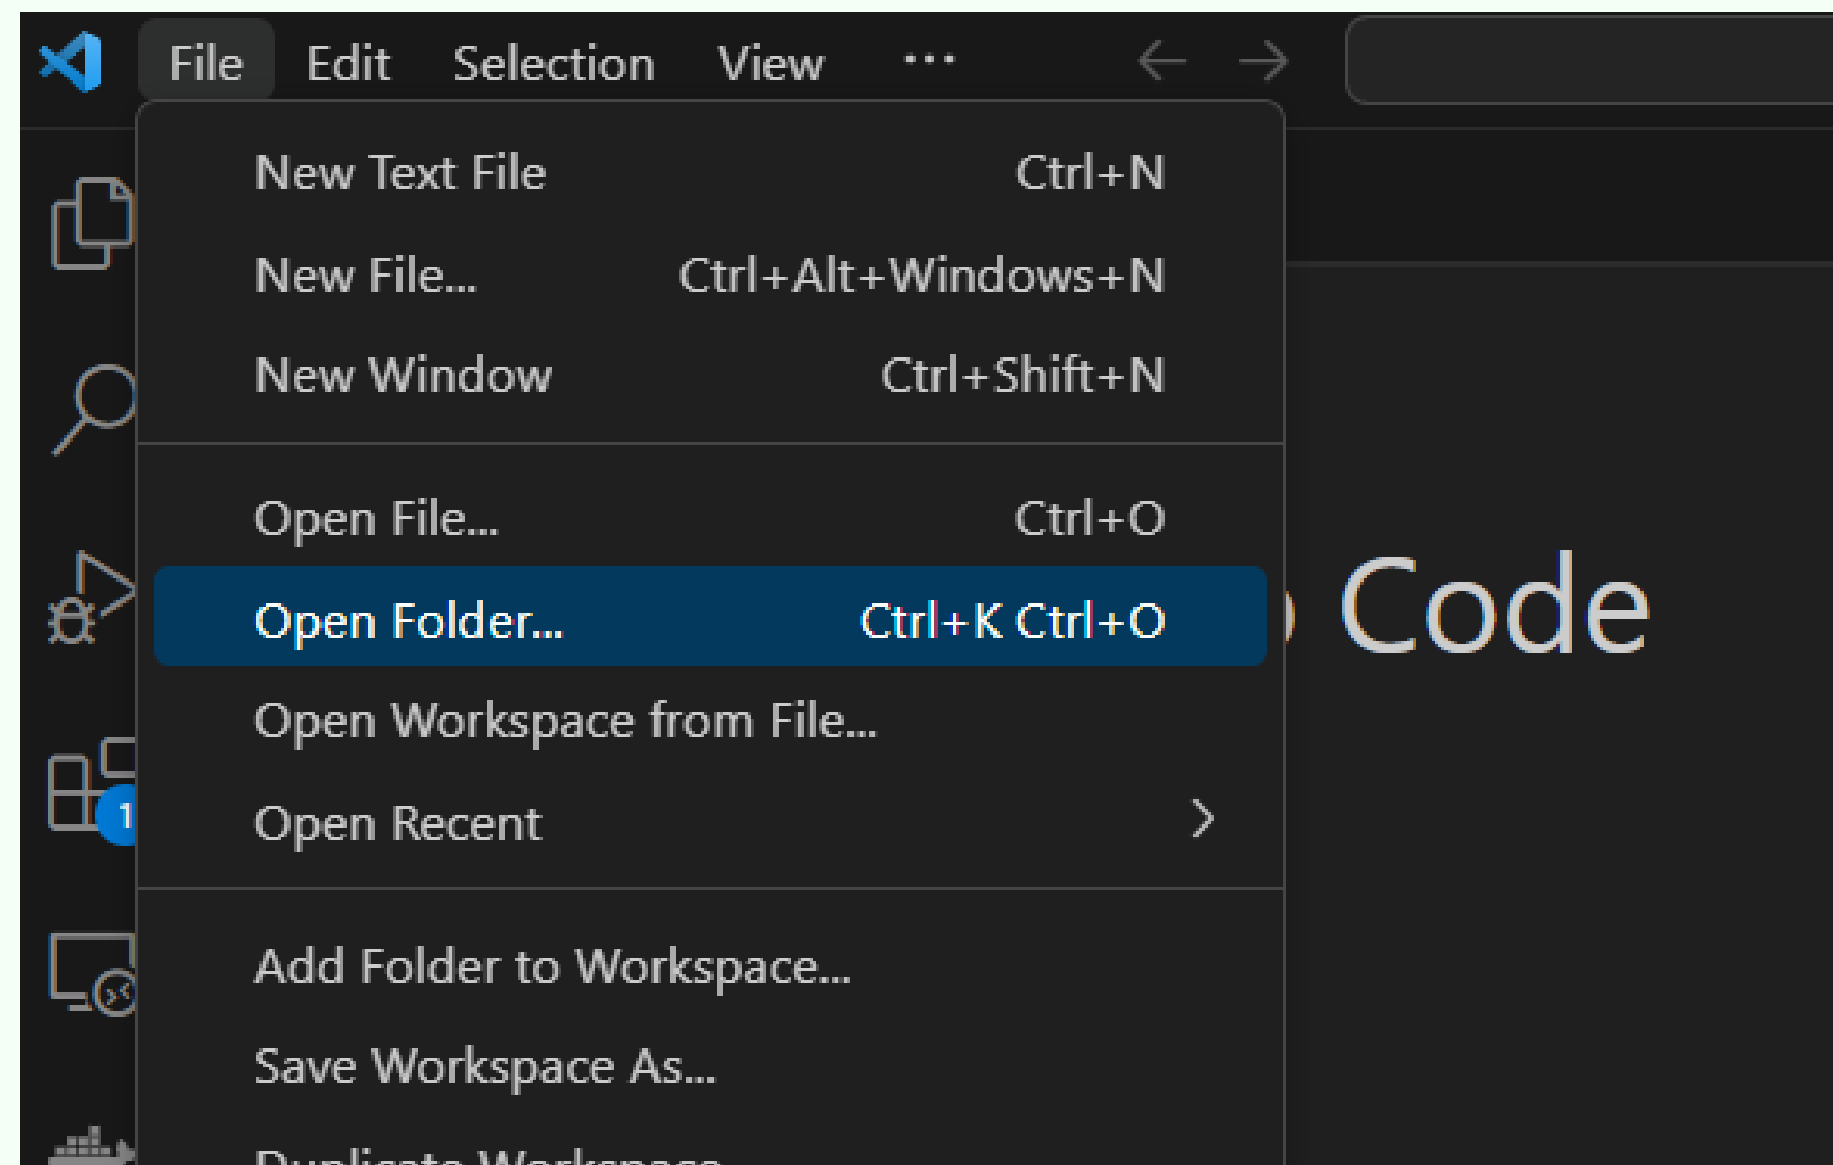 File Edit Selection View ...
New Text File Ctrl+N
New File... Ctrl+Alt+Windows+N
New Window Ctrl+Shift+N
Open File... Ctrl+O
Open Folder... Ctrl+K Ctrl+O
Code
Open Workspace from File...
1
Open Recent
Add Folder to Workspace...
Save Workspace As...
Duplicate Workspace